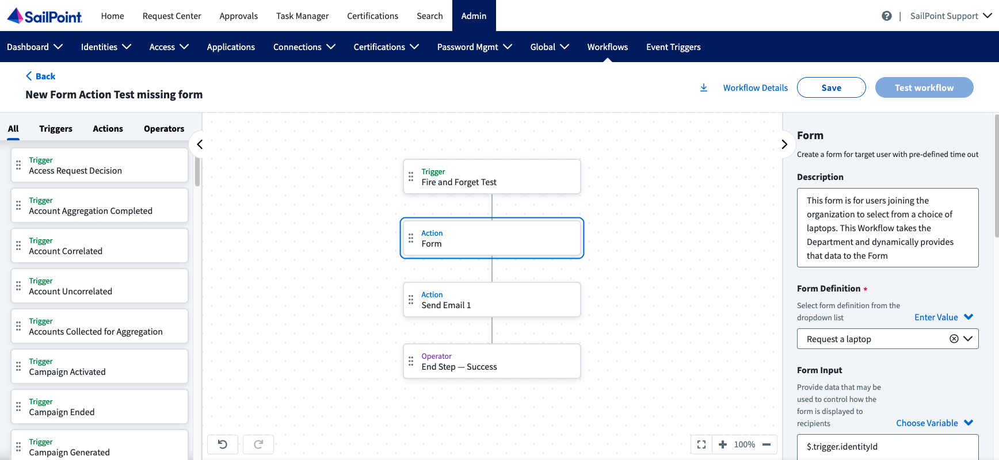 SailPoint
Home Request Center Approvals Task Manager Certifications Search Admin
? | SailPoint Support
Dashboard Identities Access Applications Connections Certifications Password Mgmt Global Workflows Event Triggers
Back
New Form Action Test missing form
Workflow Details Save Test workflow
All Triggers Actions Operators
Trigger
Access Request Decision
Trigger
Account Aggregation Completed
Trigger
Account Correlated
Trigger
Account Uncorrelated
Trigger
Accounts Collected for Aggregation
Trigger
Campaign Activated
Trigger
Campaign Ended
Trigger
Campaign Generated
Trigger
Fire and Forget Test
Action
Form
Action
Send Email 1
Operator
End Step — Success
100%
Form
Create a form for target user with pre-defined time out
Description
This form is for users joining the
organization to select from a choice of
laptops. This Workflow takes the
Department and dynamically provides
that data to the Form
Form Definition *
Select form definition from the
dropdown list
Enter Value
Request a laptop
Form Input
Provide data that may be
used to control how the
form is displayed to
recipients
Choose Variable
$.trigger.identityId